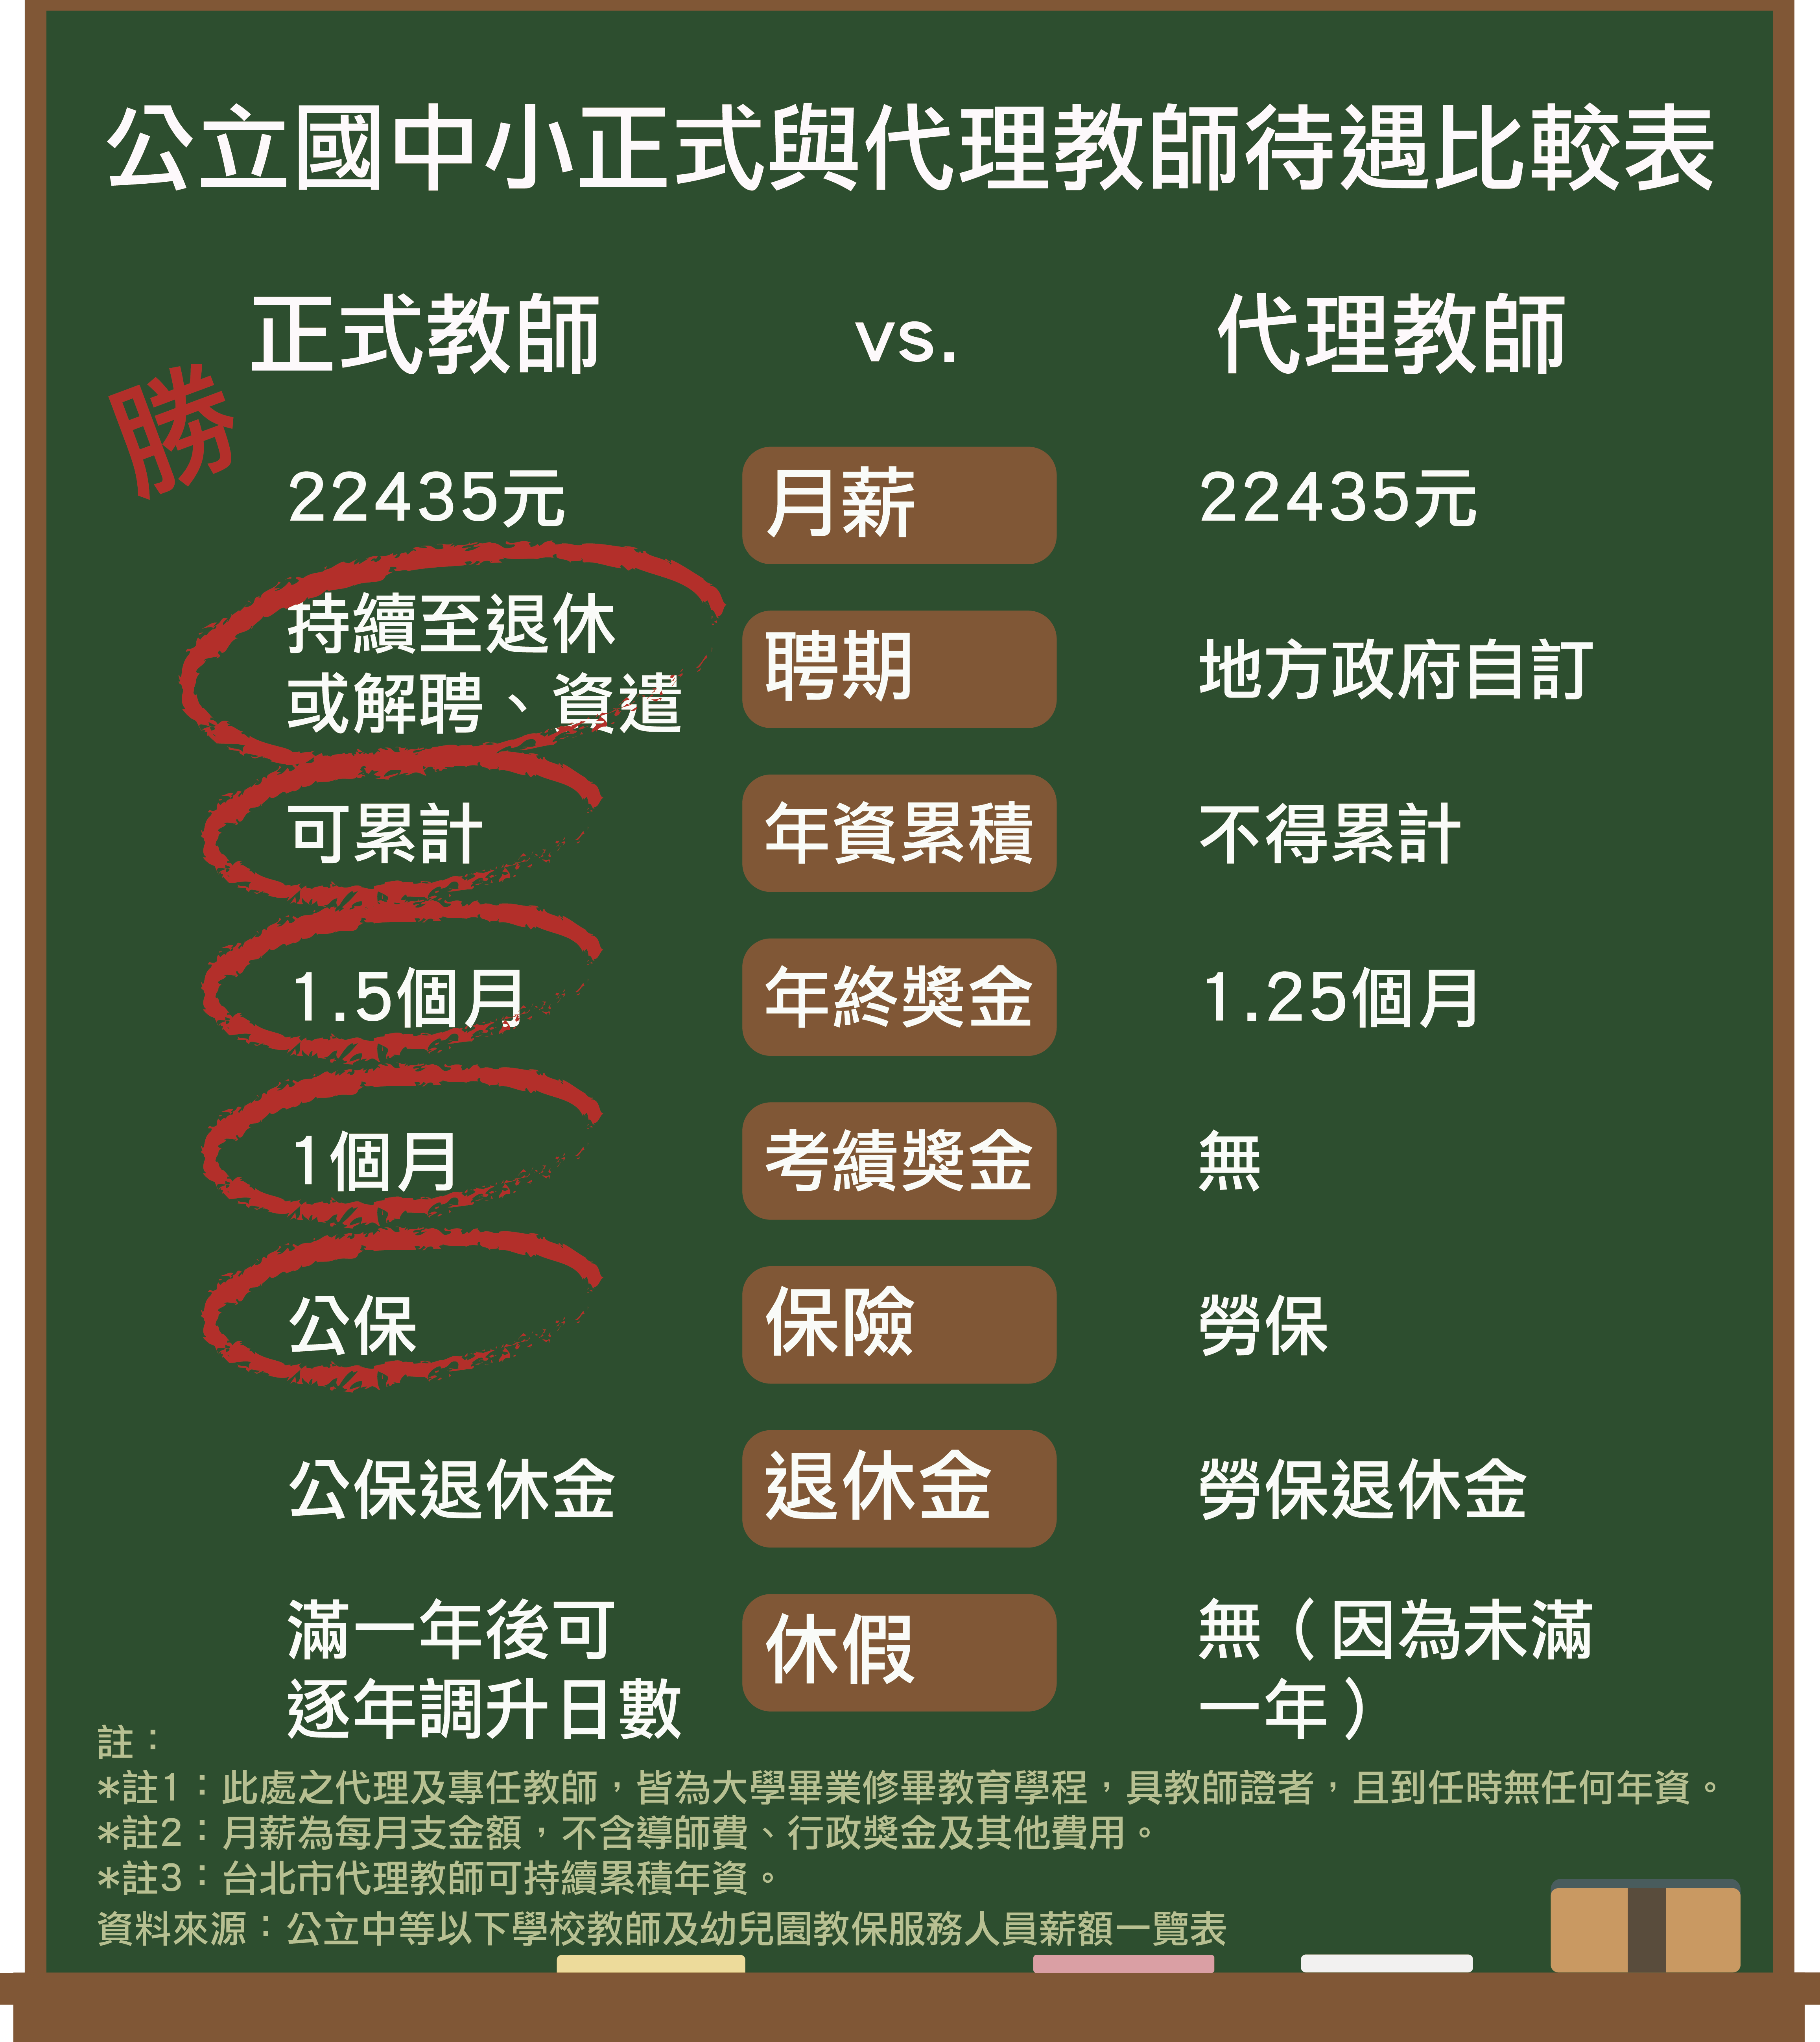 公立國中小正式與代理教師待遇比較表
正式教師 vs. 代理教師
勝
22435元 月薪 22435元
持續至退休
或解聘、資遣 聘期 地方政府自訂
可累計 年資累積 不得累計
1.5個月 年終獎金 1.25個月
1個月 考績獎金 無
公保 保險 勞保
公保退休金 退休金 勞保退休金
滿一年後可 休假 無（因為未滿
逐年調升日數 一年）
註：
*註1：此處之代理及專任教師，皆為大學畢業修畢教育學程，具教師證者，且到任時無任何年資。
*註2：月薪為每月支金額，不含導師費、行政獎金及其他費用。
*註3：台北市代理教師可持續累積年資。
資料來源：公立中等以下學校教師及幼兒園教保服務人員薪額一覽表